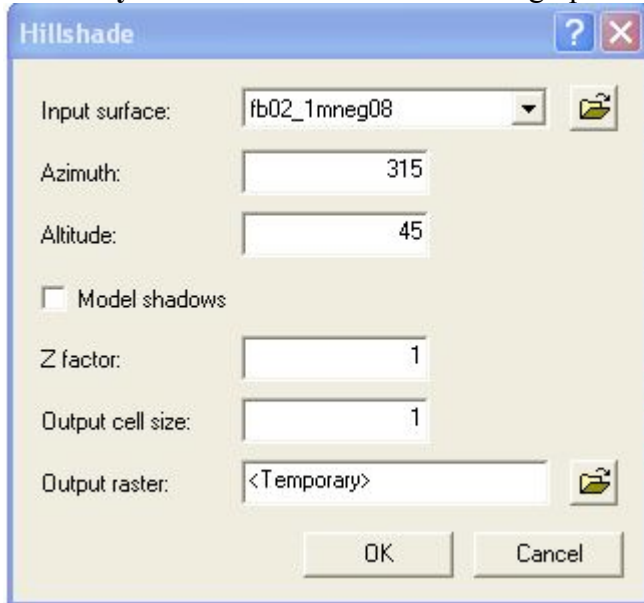 Hillshade
Input surface: fb02_1mneg08
Azimuth: 315
Altitude: 45
Model shadows
Z factor: 1
Output cell size: 1
Output raster: <Temporary>
OK Cancel